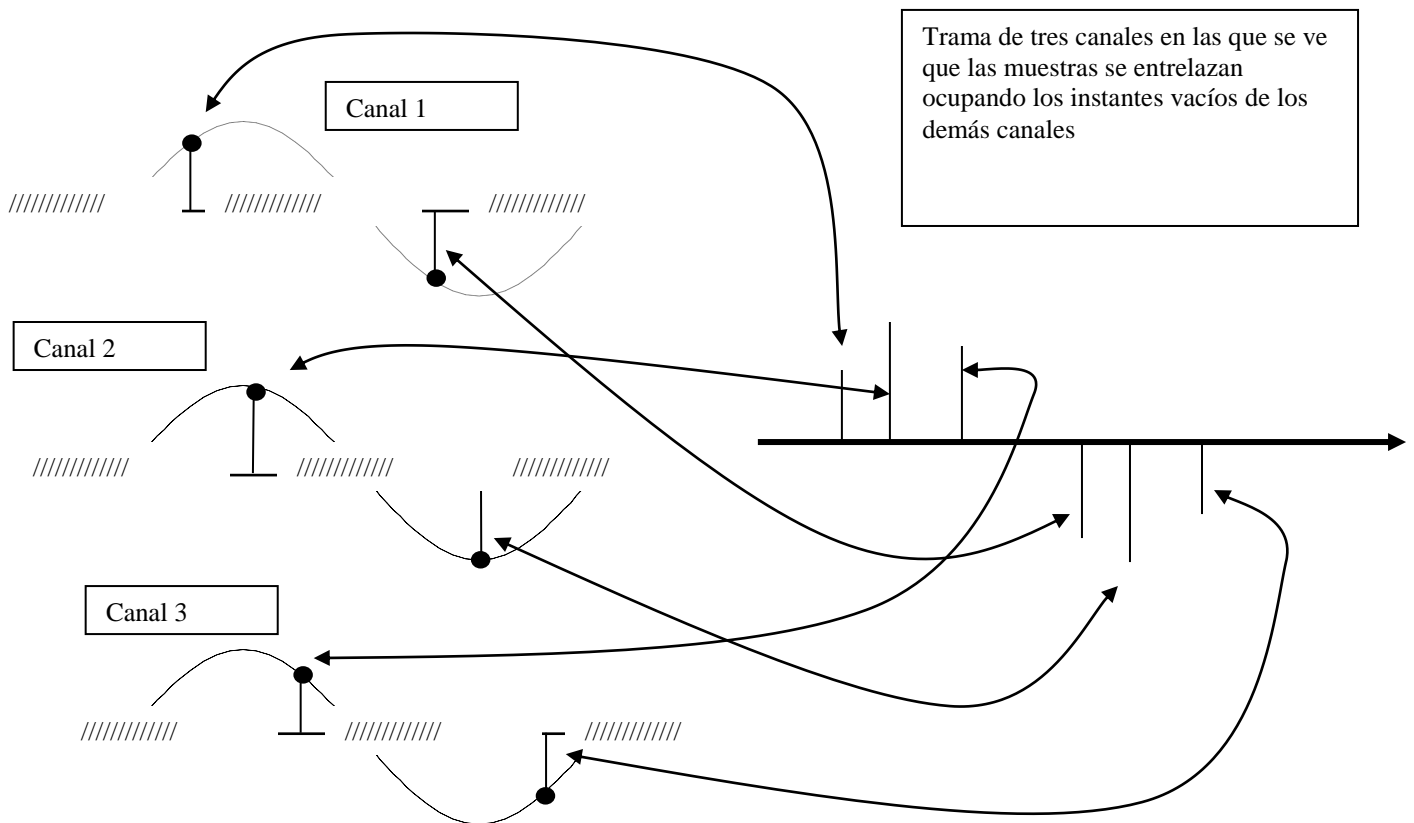 Trama de tres canales en las que se ve
que las muestras se entrelazan
ocupando los instantes vacíos de los
demás canales
Canal 1
Canal 2
Canal 3